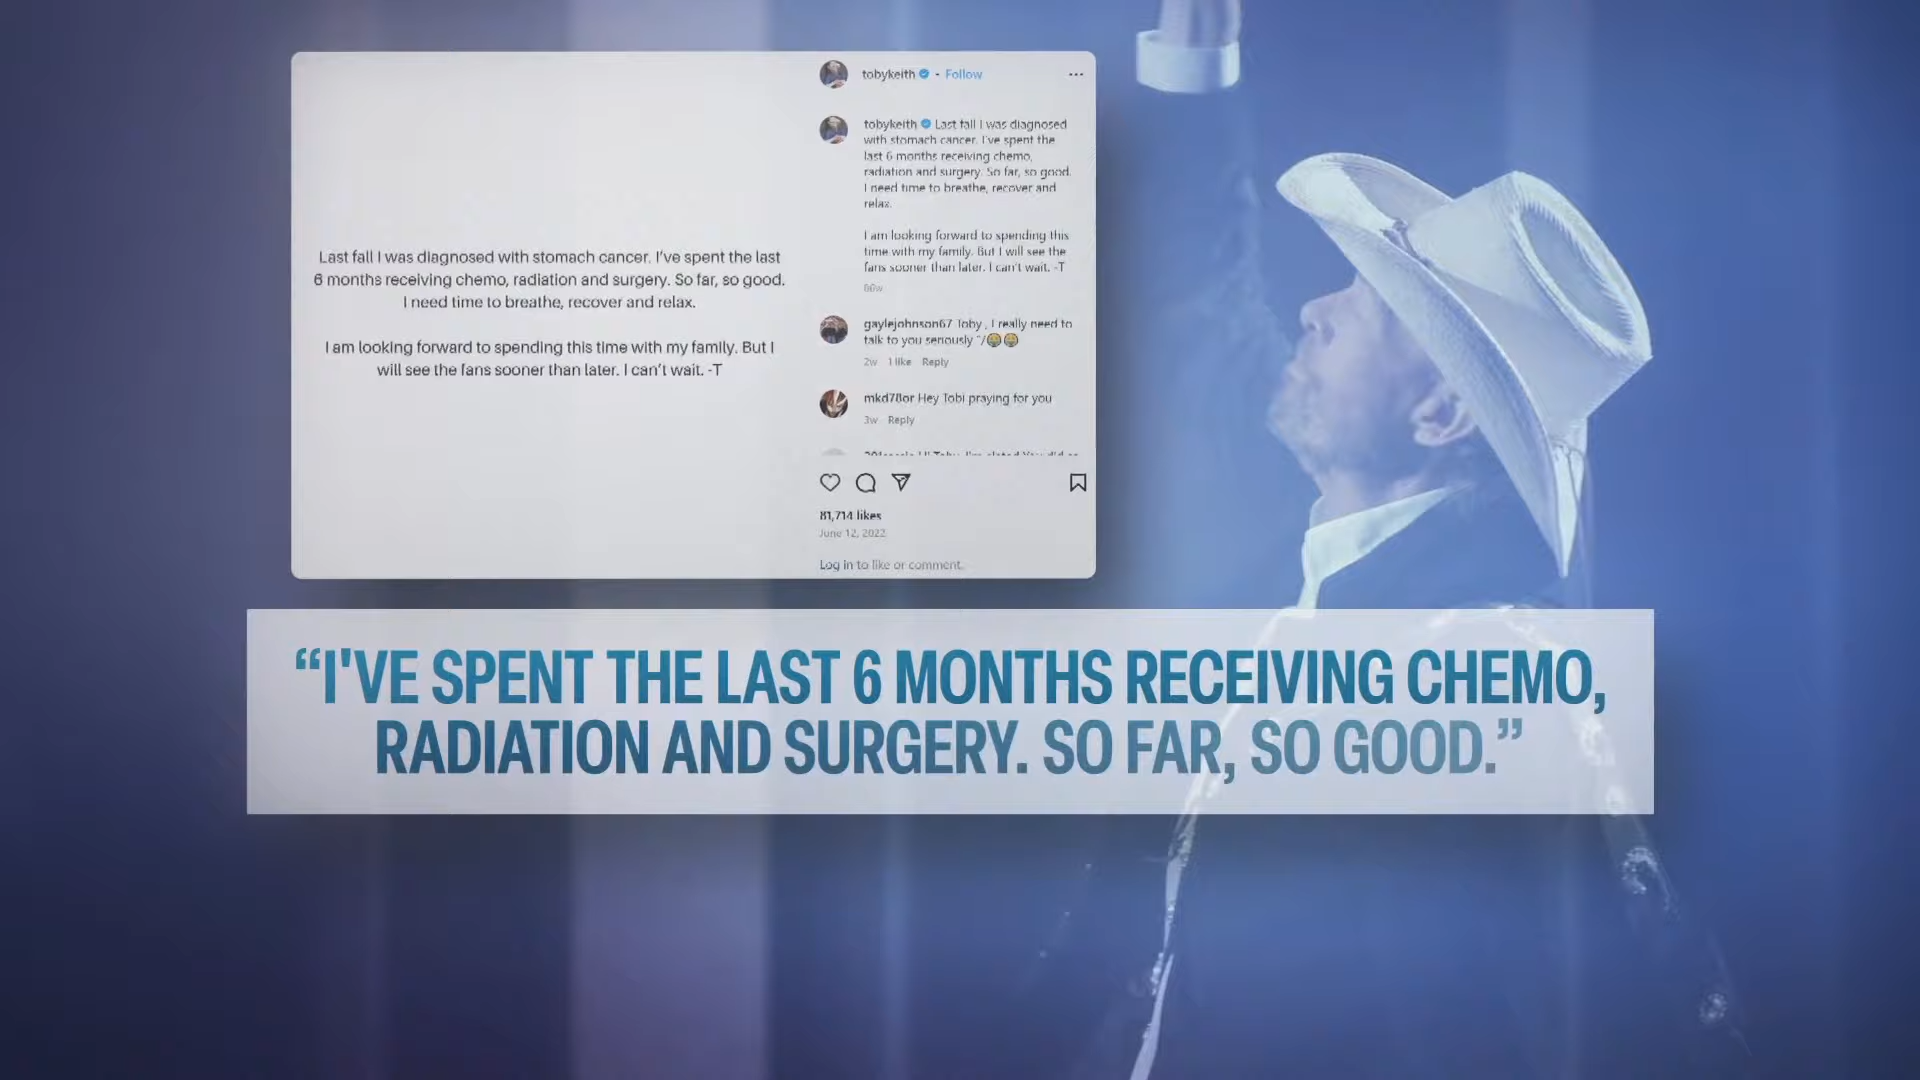 Last fall I was diagnosed with stomach cancer. I've spent the last
6 months receiving chemo, radiation and surgery. So far, so good.
I need time to breathe, recover and relax.
I am looking forward to spending this time with my family. But I
will see the fans sooner than later. I can't wait. -T
tobykeith • Follow
tobykeith Last fall I was diagnosed
with stomach cancer. I've spent the
last 6 months receiving chemo,
radiation and surgery. So far, so good.
I need time to breathe, recover and
relax.
I am looking forward to spending this
time with my family. But I will see the
fans sooner than later. I can't wait. -T
86w
gaylejohnson67 Toby , I really need to
talk to you seriously
2w 1 like Reply
mkd78or Hey Tobi praying for you
3w Reply
81,714 likes
June 12, 2022
Log in to like or comment.
“I'VE SPENT THE LAST 6 MONTHS RECEIVING CHEMO,
RADIATION AND SURGERY. SO FAR, SO GOOD.”